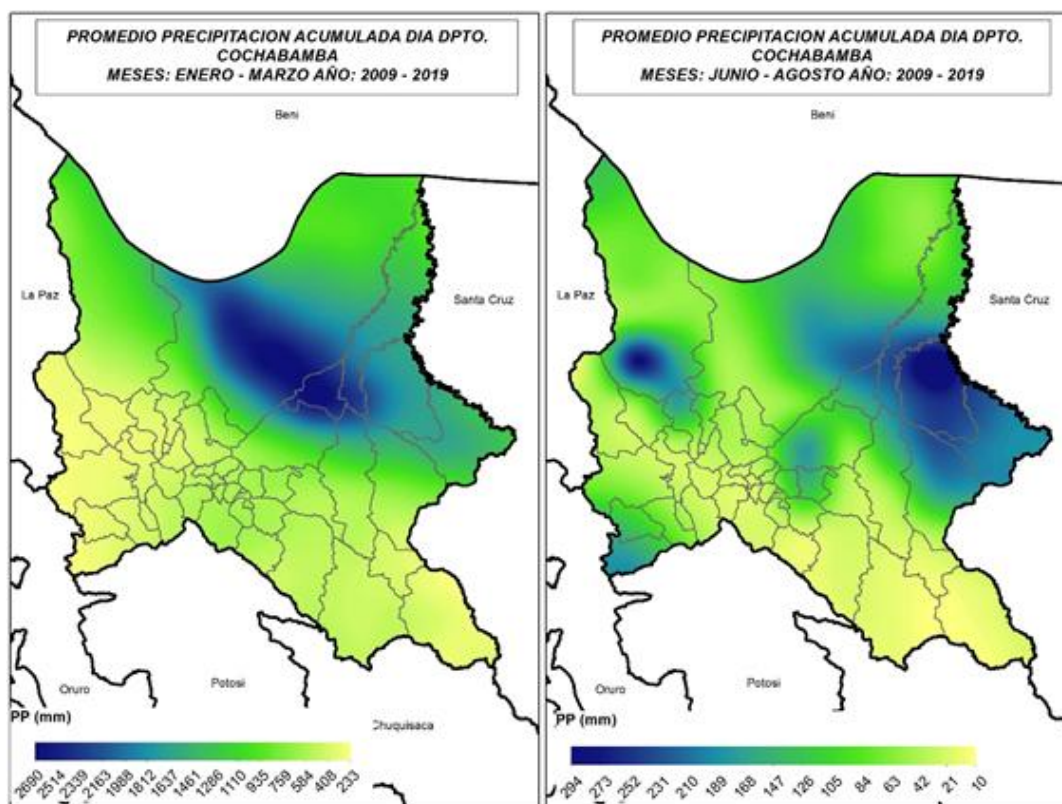 PROMEDIO PRECIPITACION ACUMULADA DIA DPTO.
COCHABAMBA
MESES: ENERO - MARZO AÑO: 2009 - 2019
Beni
La Paz
Santa Cruz
Oruro
Potosi
Chuquisaca
PP (mm)
2690
2514
2339
2163
1988
1812
1637
1461
1286
1110
935
759
584
408
233
PROMEDIO PRECIPITACION ACUMULADA DIA DPTO.
COCHABAMBA
MESES: JUNIO - AGOSTO AÑO: 2009 - 2019
Beni
La Paz
Santa Cruz
Oruro
Potosi
PP (mm)
294
273
252
231
210
189
168
147
126
105
84
63
42
21
10